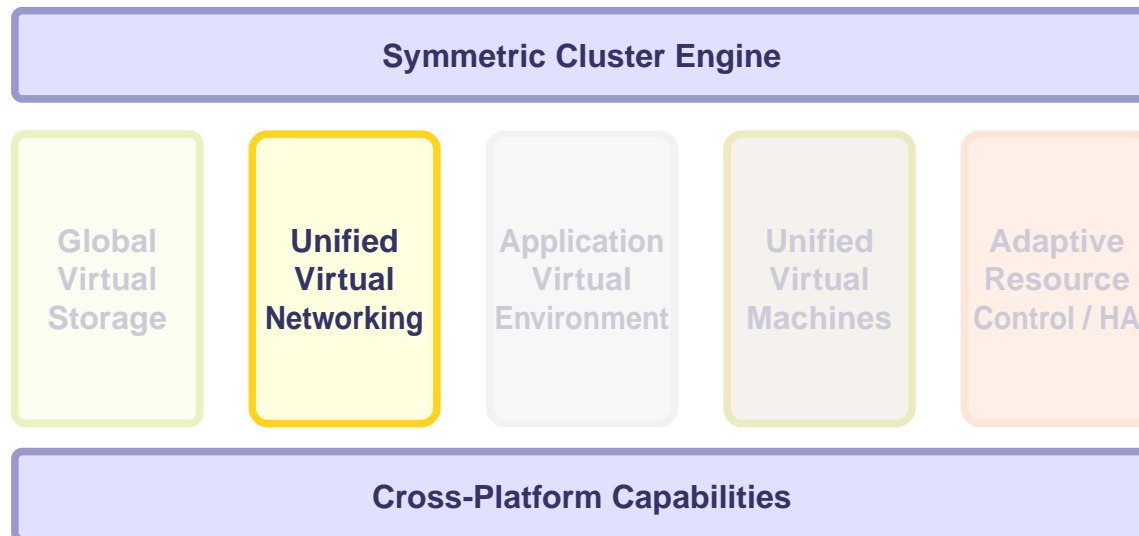 Symmetric Cluster Engine
Global
Virtual
Storage
Unified
Virtual
Networking
Application
Virtual
Environment
Unified
Virtual
Machines
Adaptive
Resource
Control / HA
Cross-Platform Capabilities